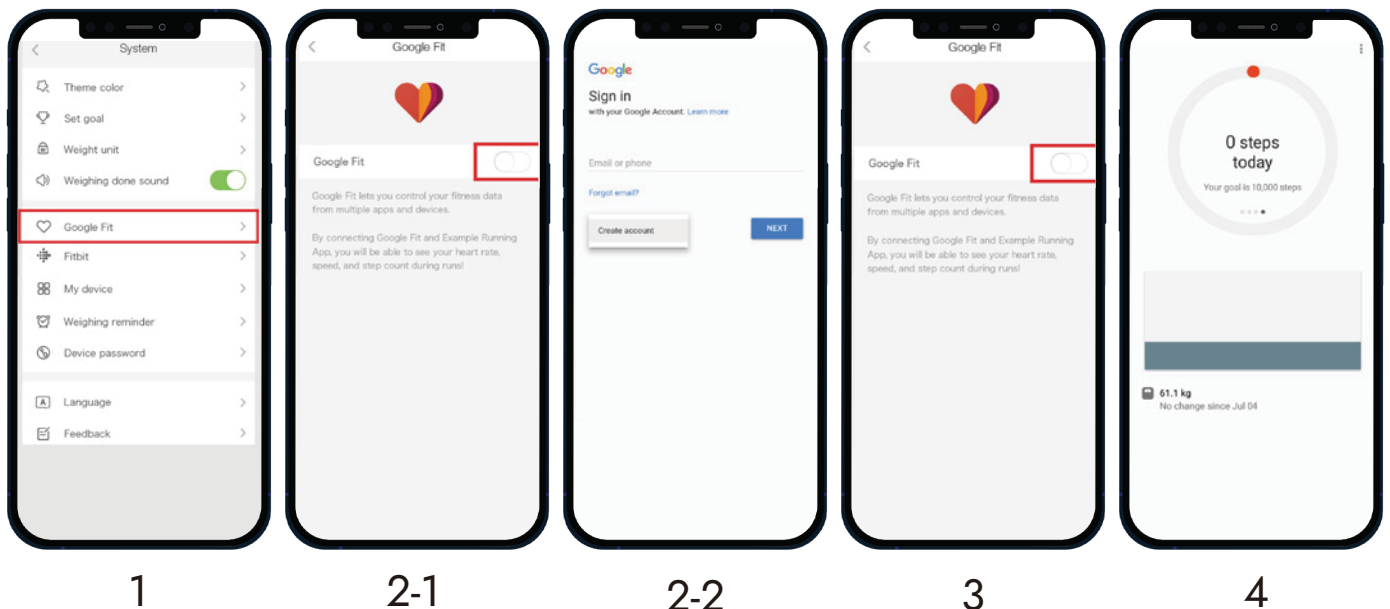 System
Theme color
Set goal
Weight unit
Weighing done sound
Google Fit
Fitbit
My device
Weighing reminder
Device password
A Language
Feedback
1
Google Fit
Google Fit
Google Fit lets you control your fitness data
from multiple apps and devices.
By connecting Google Fit and Example Running
App, you will be able to see your heart rate,
speed, and step count during runs!
2-1
Google
Sign in
with your Google Account. Learn more
Email or phone
Forgot email?
Create account
NEXT
2-2
Google Fit
Google Fit
Google Fit lets you control your fitness data
from multiple apps and devices.
By connecting Google Fit and Example Running
App, you will be able to see your heart rate,
speed, and step count during runs!
3
0 steps
today
Your goal is 10,000 steps
61.1 kg
No change since Jul 04
4